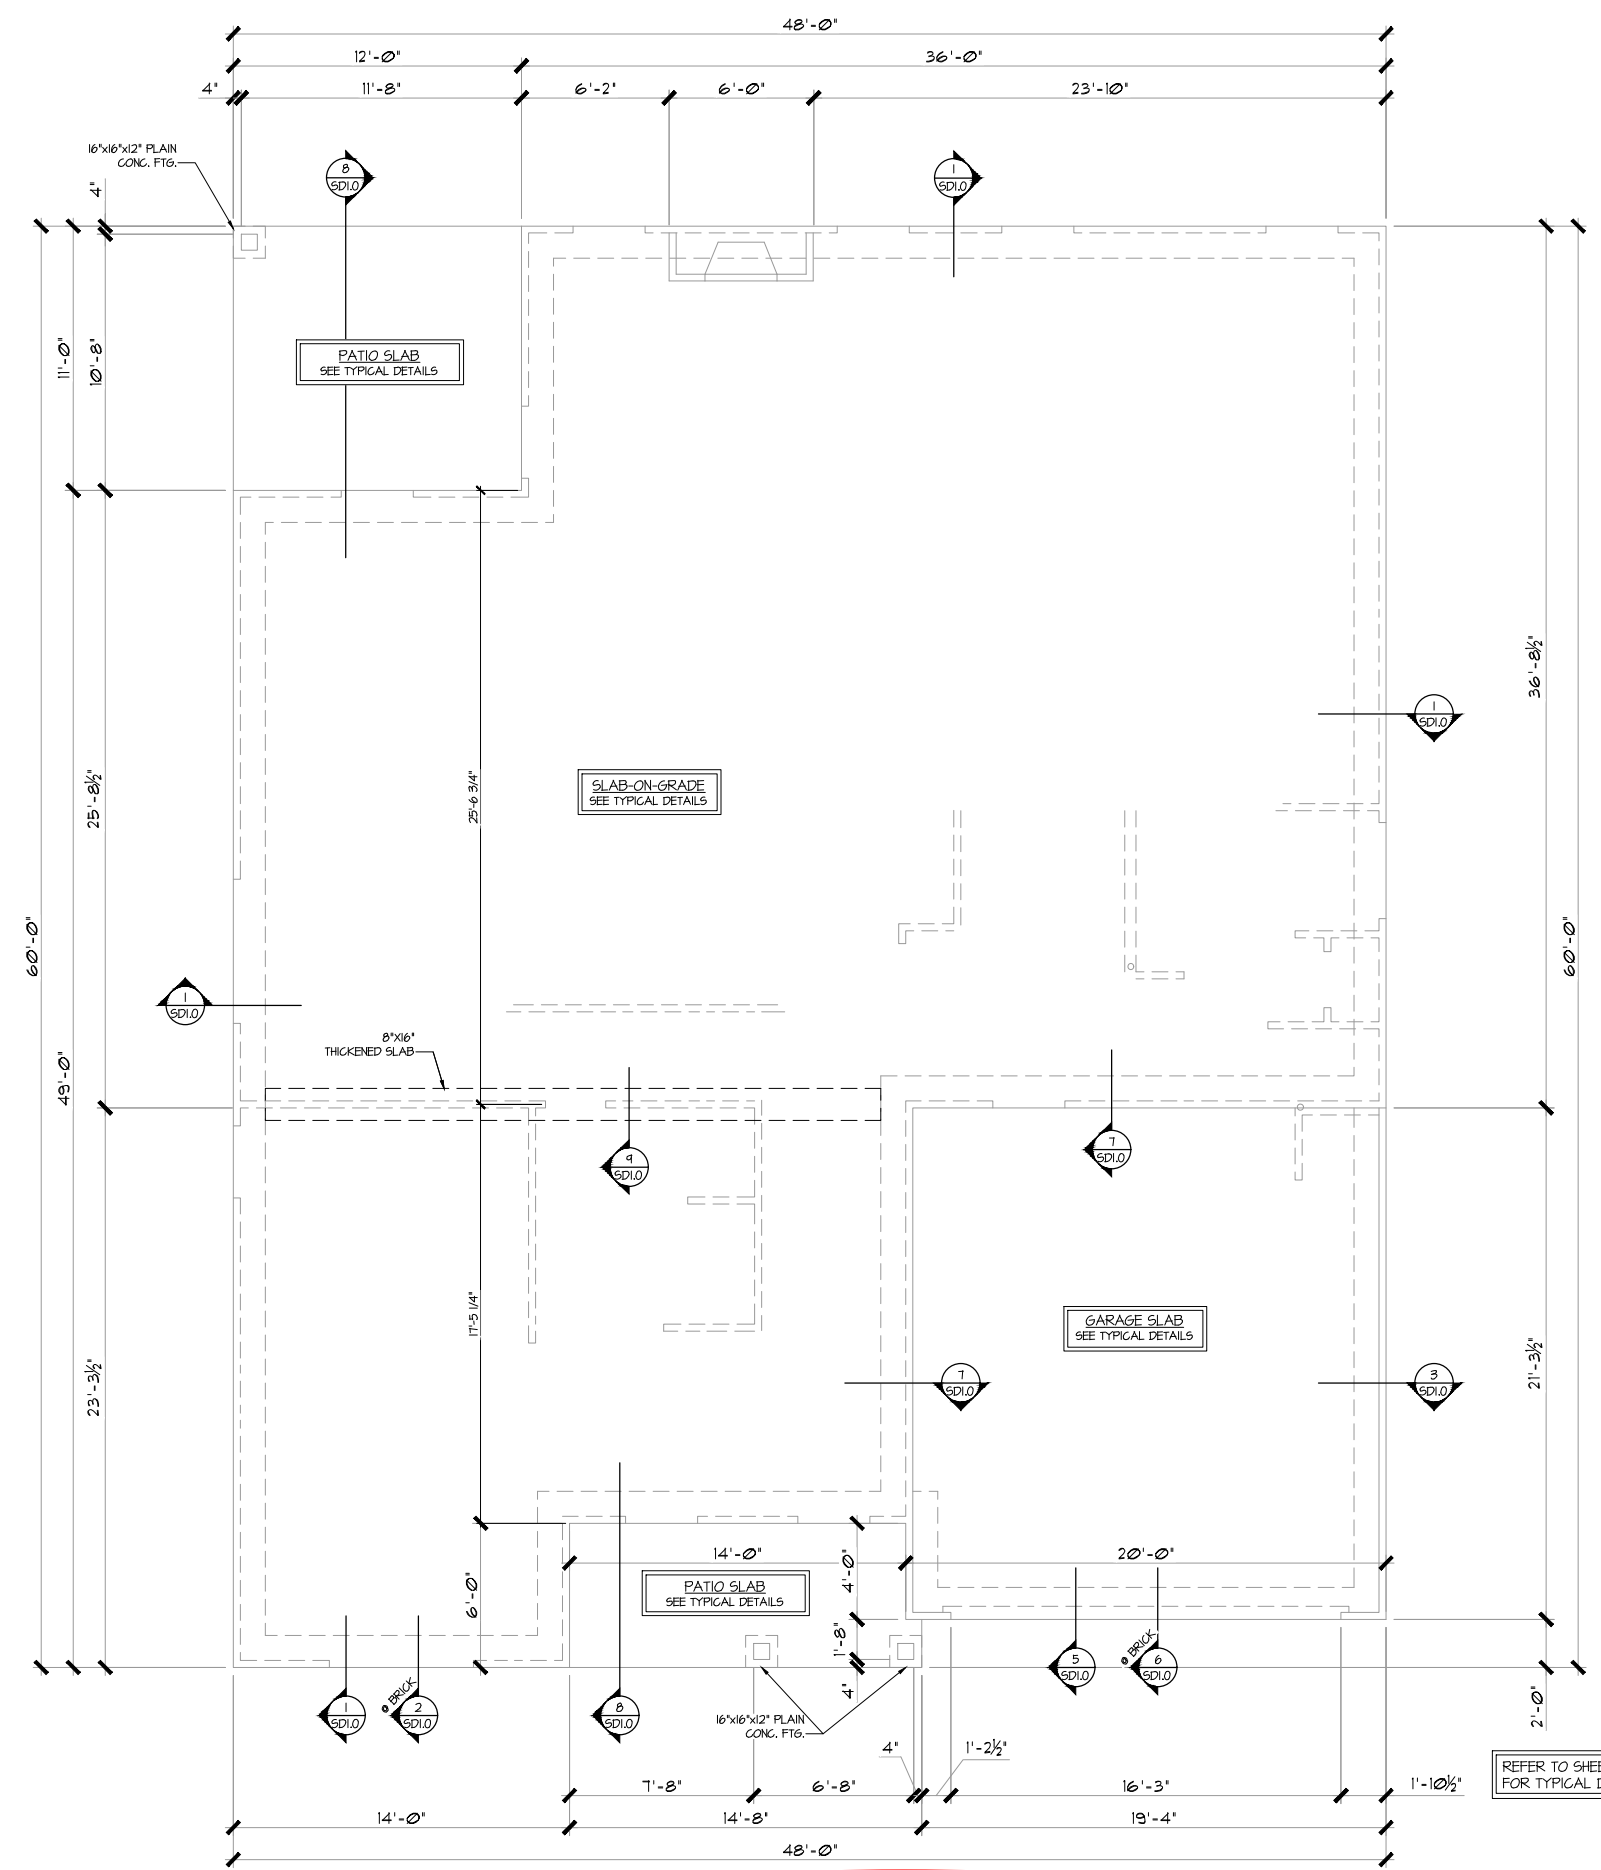 48'-0"
12'-0"
36'-0"
4"
11'-8"
6'-2"
6'-0"
23'-10"
16"x16"x12" PLAIN
CONC. FTG.
8
SD1.0
1
SD1.0
4"
11'-0"
10'-8"
PATIO SLAB
SEE TYPICAL DETAILS
36'-8½"
1
SD1.0
25'-8½"
25'-6 3/4"
SLAB-ON-GRADE
SEE TYPICAL DETAILS
60'-0"
60'-0"
1
SD1.0
8"X16"
THICKENED SLAB
49'-0"
9
SD1.0
7
SD1.0
17'-5 1/4"
GARAGE SLAB
SEE TYPICAL DETAILS
23'-3½"
21'-3½"
7
SD1.0
3
SD1.0
14'-0"
20'-0"
6'-0"
4'-0"
PATIO SLAB
SEE TYPICAL DETAILS
1'-8"
4"
5
SD1.0
@ BRICK
6
SD1.0
1
SD1.0
@ BRICK
2
SD1.0
8
SD1.0
16"x16"x12" PLAIN
CONC. FTG.
2'-0"
4"
1'-2½"
REFER TO
FOR TYPICAL
7'-8"
6'-8"
16'-3"
1'-10½"
14'-0"
14'-8"
19'-4"
48'-0"